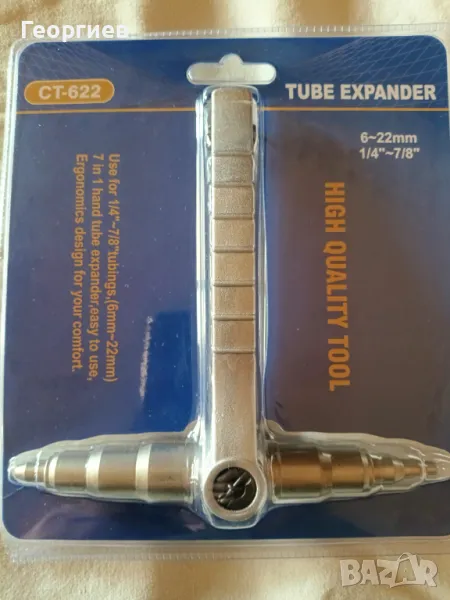 Георгиев
CT-622
TUBE EXPANDER
6~22mm
1/4"~7/8"
HIGH QUALITY TOOL
Use for 1/4"~7/8"tubings,(6mm~22mm)
7 in 1 hand tube expander,easy to use,
Ergonomics design for your comfort.
BAZAR